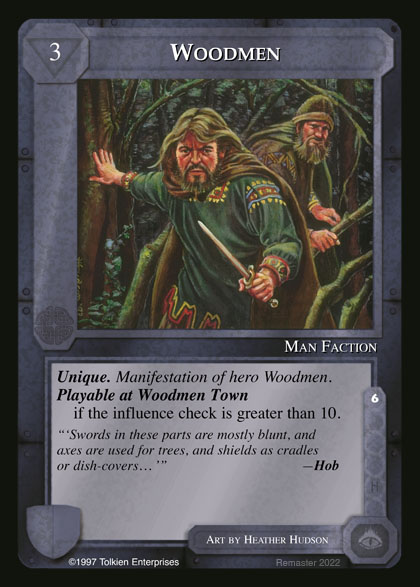 3
WOODMEN
MAN FACTION
Unique. Manifestation of hero Woodmen.
Playable at Woodmen Town
if the influence check is greater than 10.
6
“‘Swords in these parts are mostly blunt, and
axes are used for trees, and shields as cradles
or dish-covers…’” –Hob
H
ART BY HEATHER HUDSON
©1997 Tolkien Enterprises
Remaster 2022